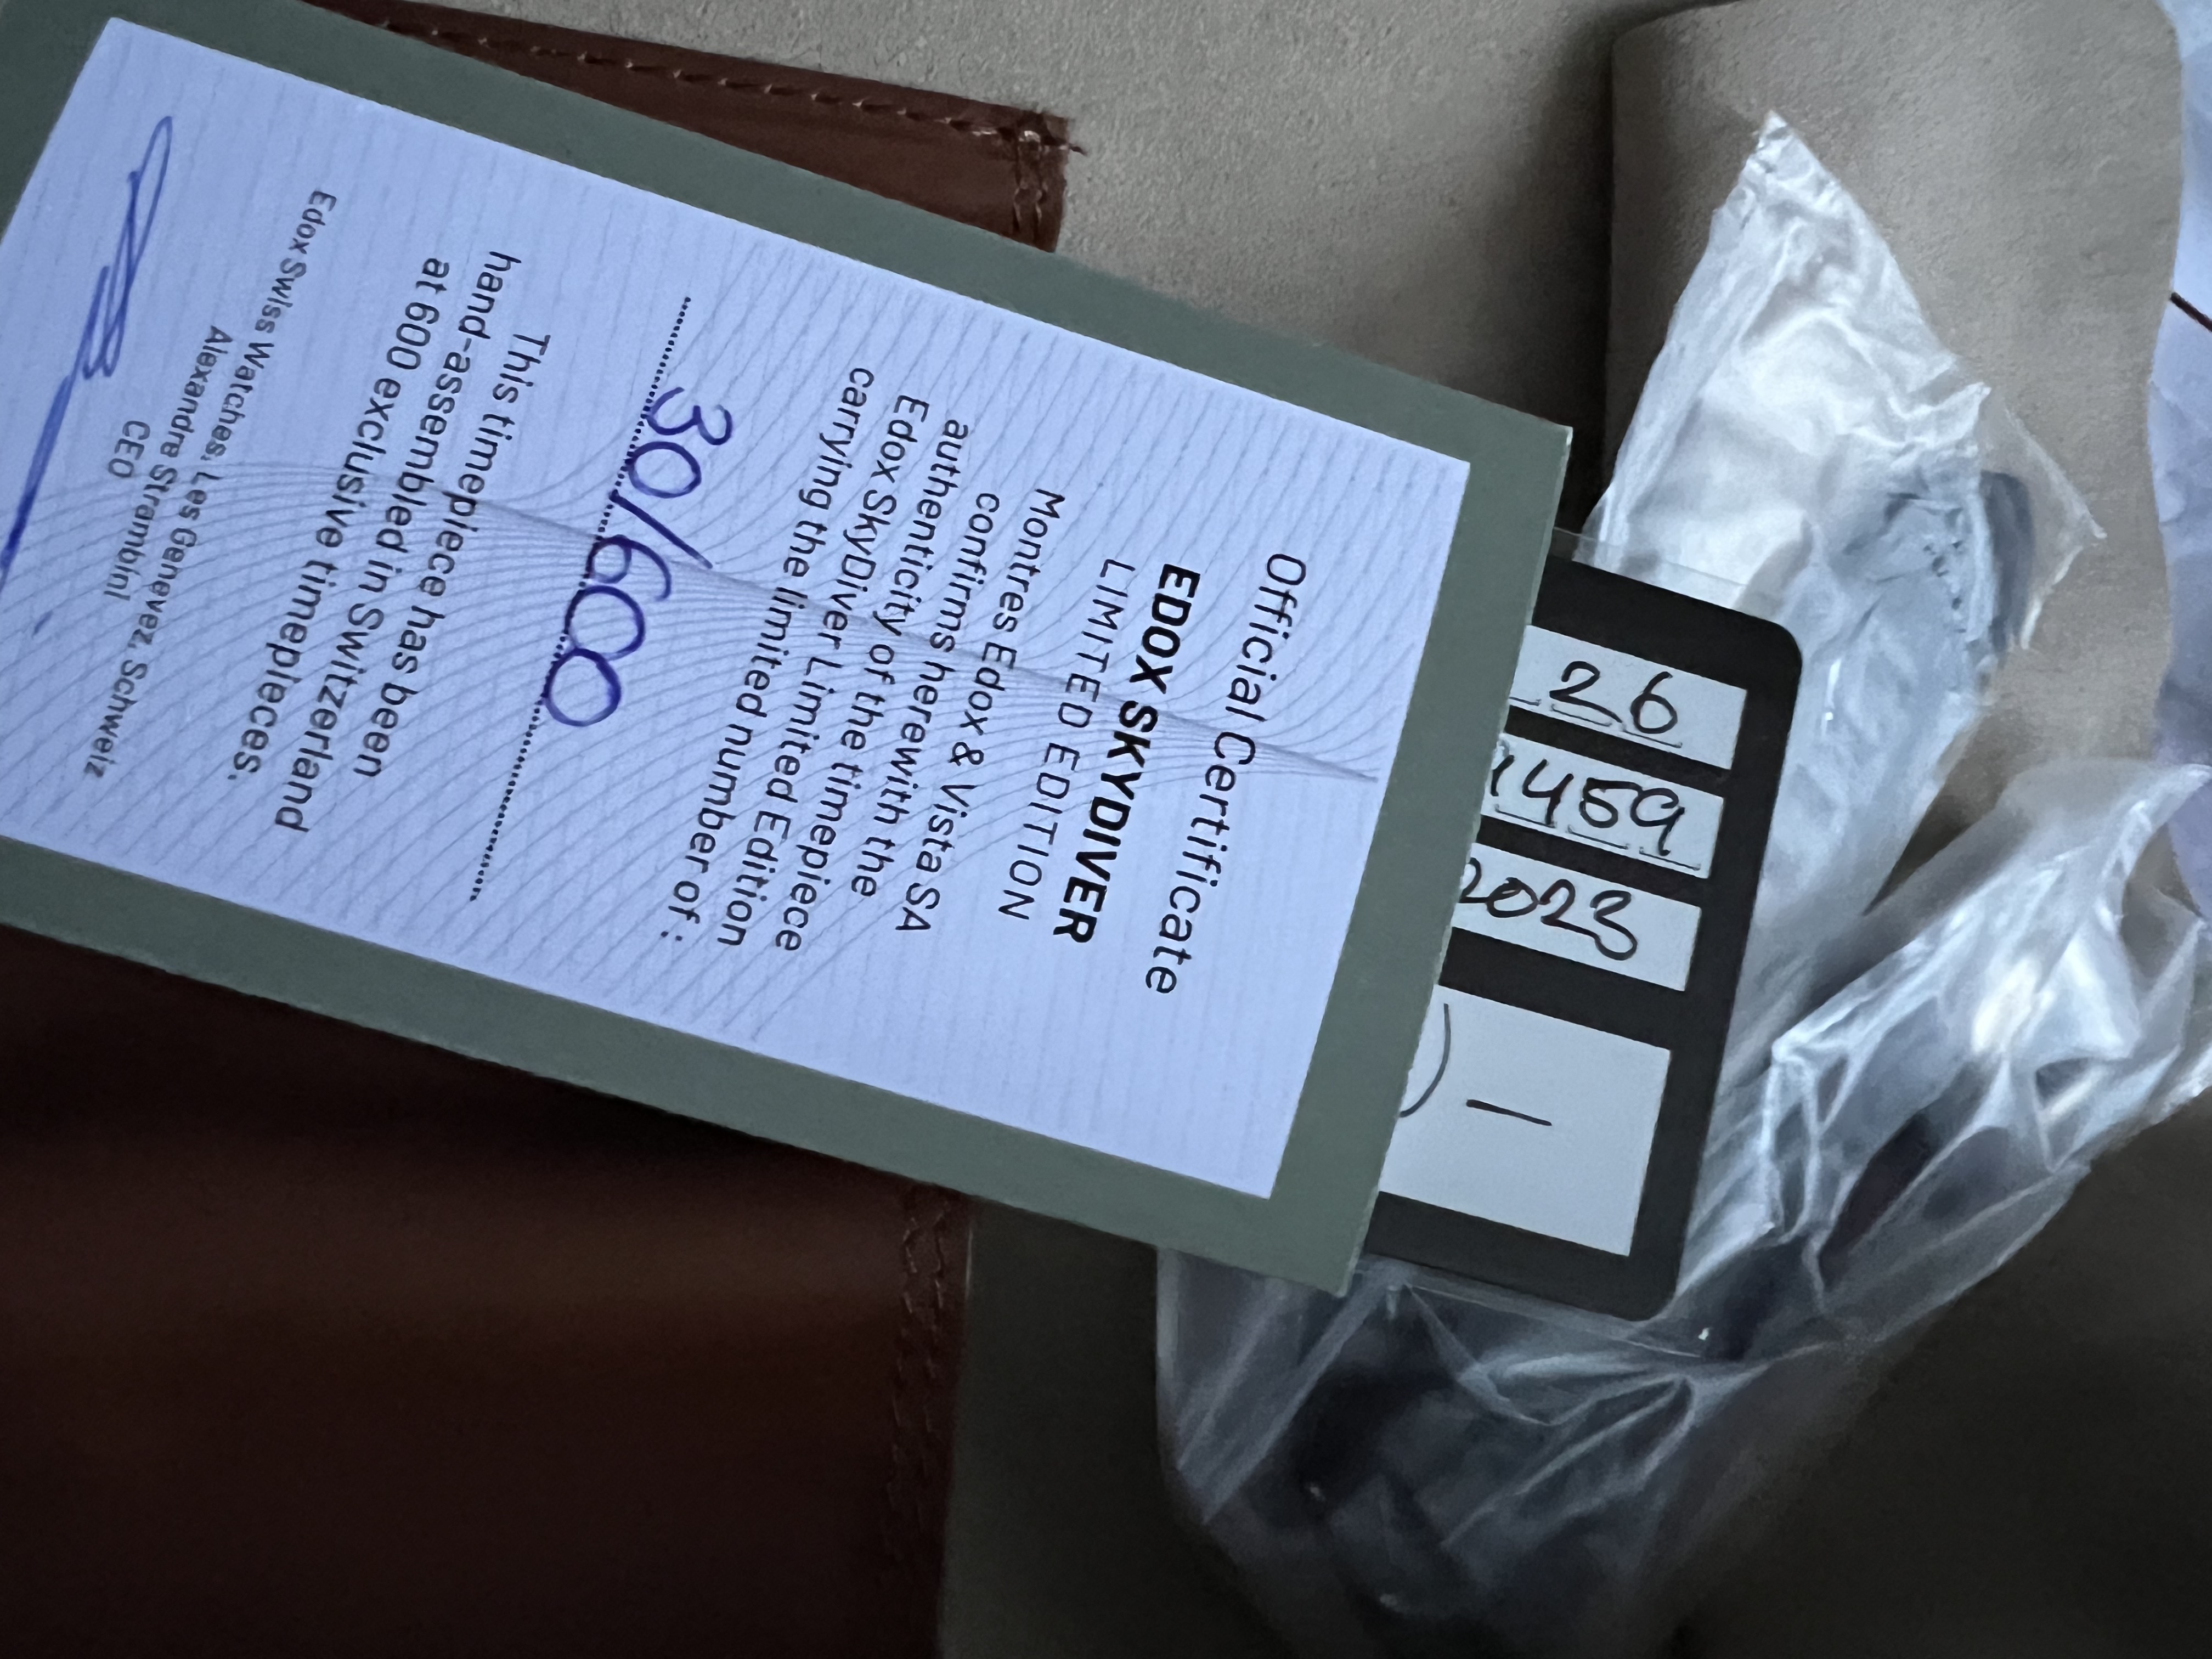 Official Certificate
EDOX SKYDIVER
LIMITED EDITION
Montres Edox & Vista SA
confirms herewith the
authenticity of the timepiece
Edox SkyDiver Limited Edition
carrying the limited number of:
30/600
This timepiece has been
hand-assembled in Switzerland
at 600 exclusive timepieces.
Edox Swiss Watches, Les Genevez, Schweiz
Alexandre Strambini
CEO
26
1459
2023